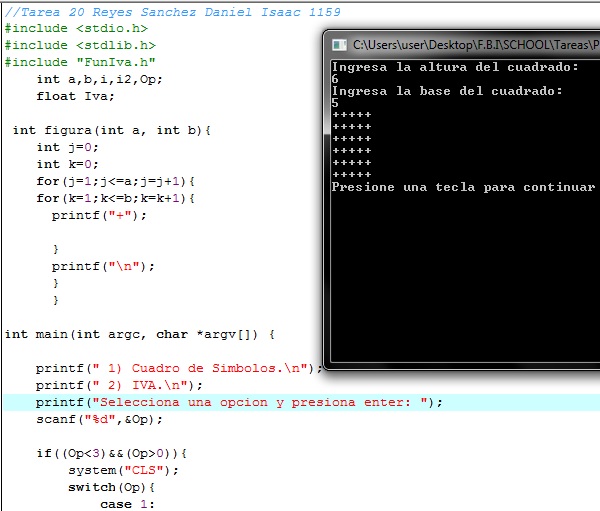 //Tarea 20 Reyes Sanchez Daniel Isaac 1159
#include <stdio.h>
#include <stdlib.h>
#include "FunIva.h"
int a,b,i,i2,Op;
float Iva;
int figura(int a, int b){
int j=0;
int k=0;
for(j=1;j<=a;j=j+1){
for(k=1;k<=b;k=k+1){
printf("+");
}
printf("\n");
}
}
int main(int argc, char *argv[]) {
printf(" 1) Cuadro de Simbolos.\n");
printf(" 2) IVA.\n");
printf("Selecciona una opcion y presiona enter: ");
scanf("%d",&Op);
if((Op<3)&&(Op>0)){
system("CLS");
switch(Op){
case 1:
C:\Users\user\Desktop\F.B.I\SCHOOL\Tareas\P
Ingresa la altura del cuadrado:
6
Ingresa la base del cuadrado:
5
+++++
+++++
+++++
+++++
+++++
+++++
Presione una tecla para continuar